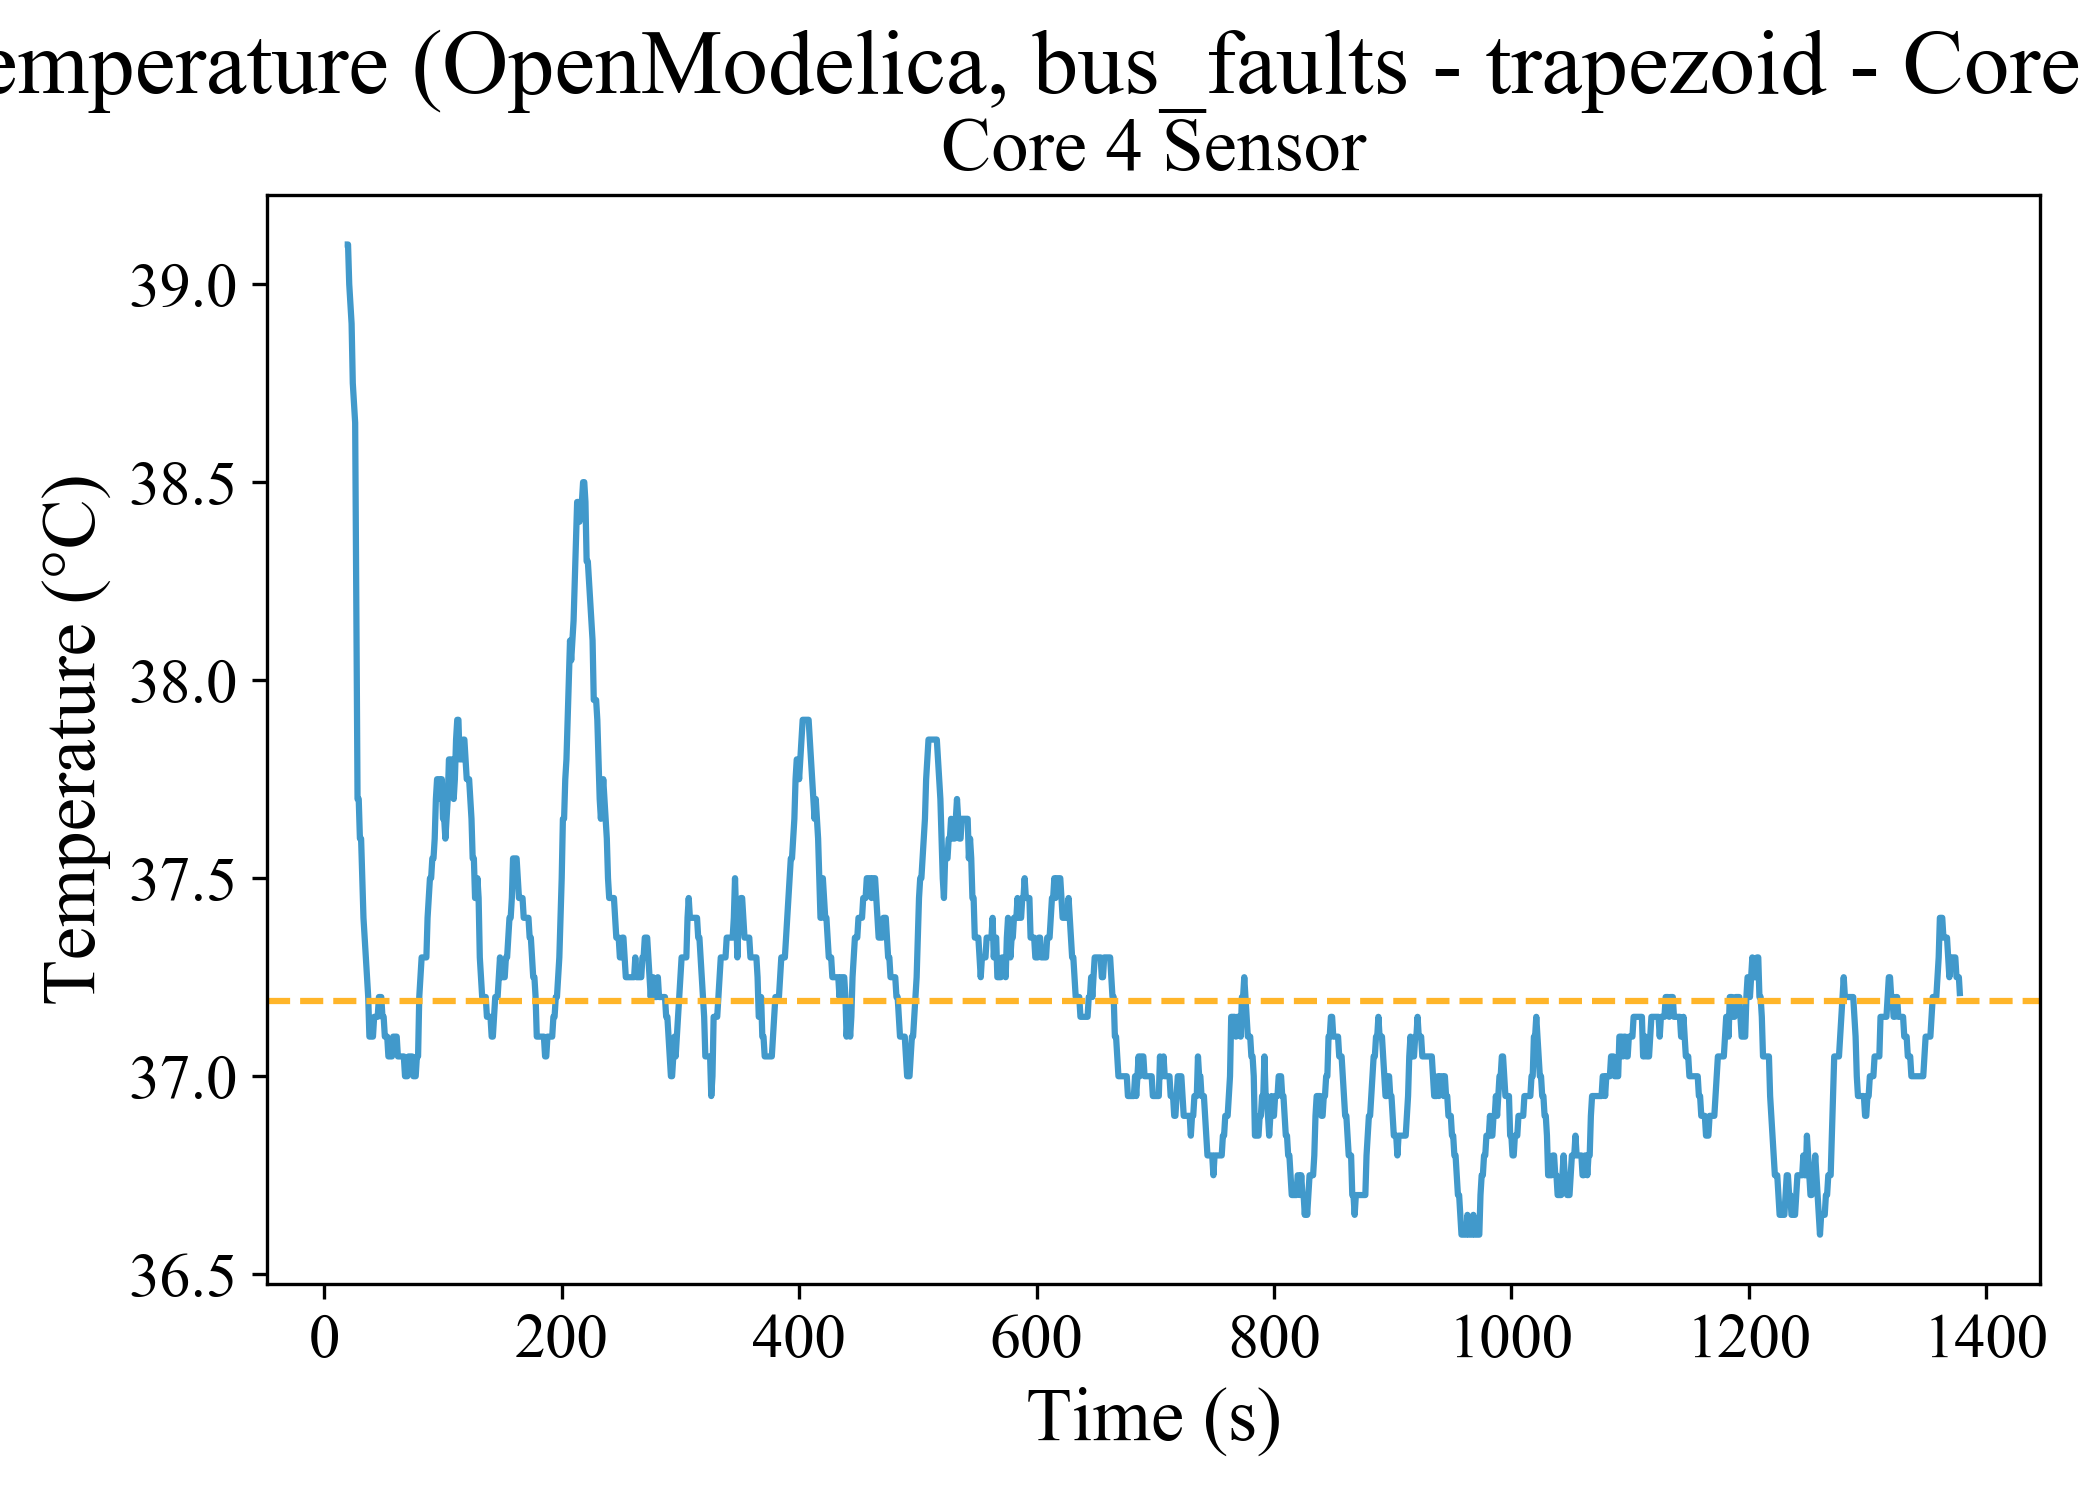 emperature (OpenModelica, bus_faults - trapezoid - Core
Core 4 Sensor
Temperature (°C)
39.0
38.5
38.0
37.5
37.0
36.5
0 200 400 600 800 1000 1200 1400
Time (s)